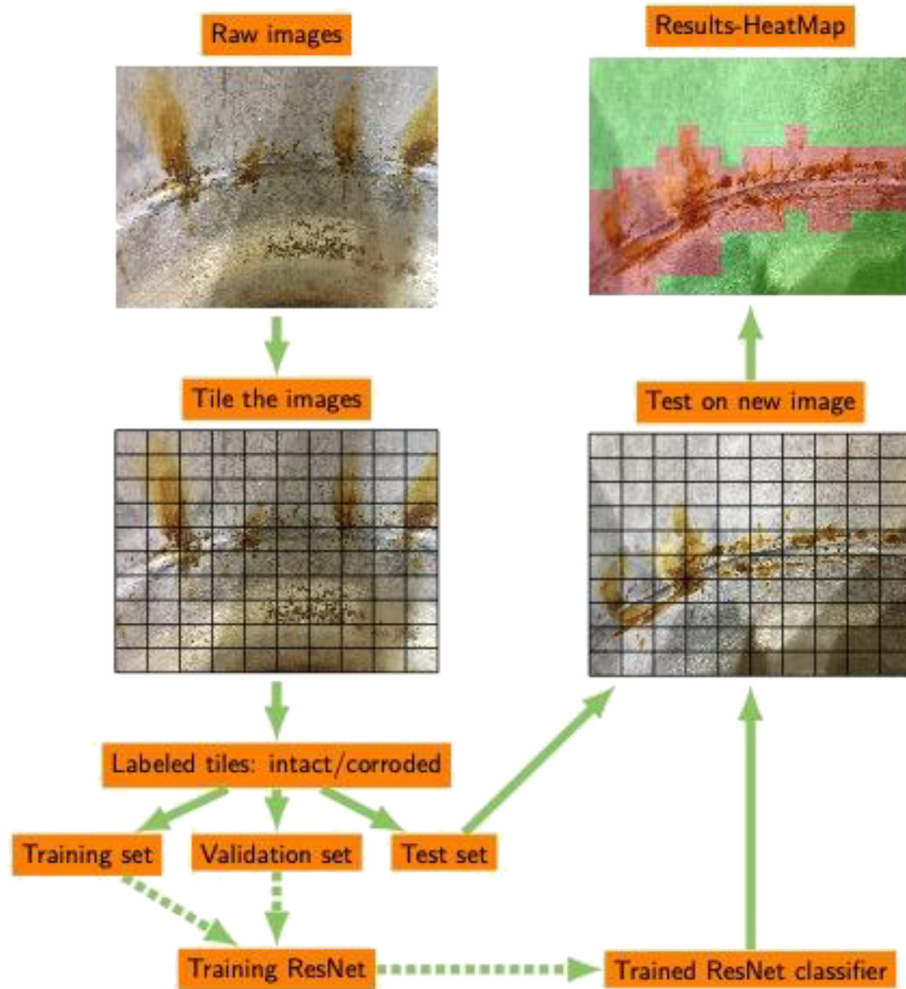 Raw images
Results-HeatMap
Tile the images
Test on new image
Labeled tiles: intact/corroded
Training set
Validation set
Test set
Training ResNet
Trained ResNet classifier